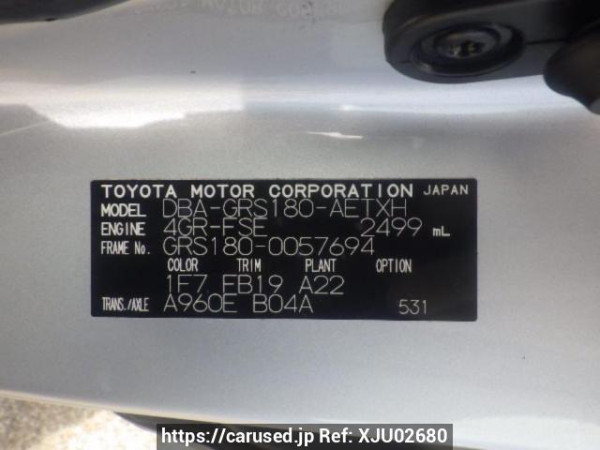 TOYOTA MOTOR CORPORATION JAPAN
MODEL DBA-GRS180-AETXH
ENGINE 4GR-FSE 2499 mL
FRAME No. GRS180-0057694
COLOR TRIM PLANT OPTION
1F7 FB19 A22
TRANS./AXLE A960E B04A 531
https://carused.jp Ref: XJU02680